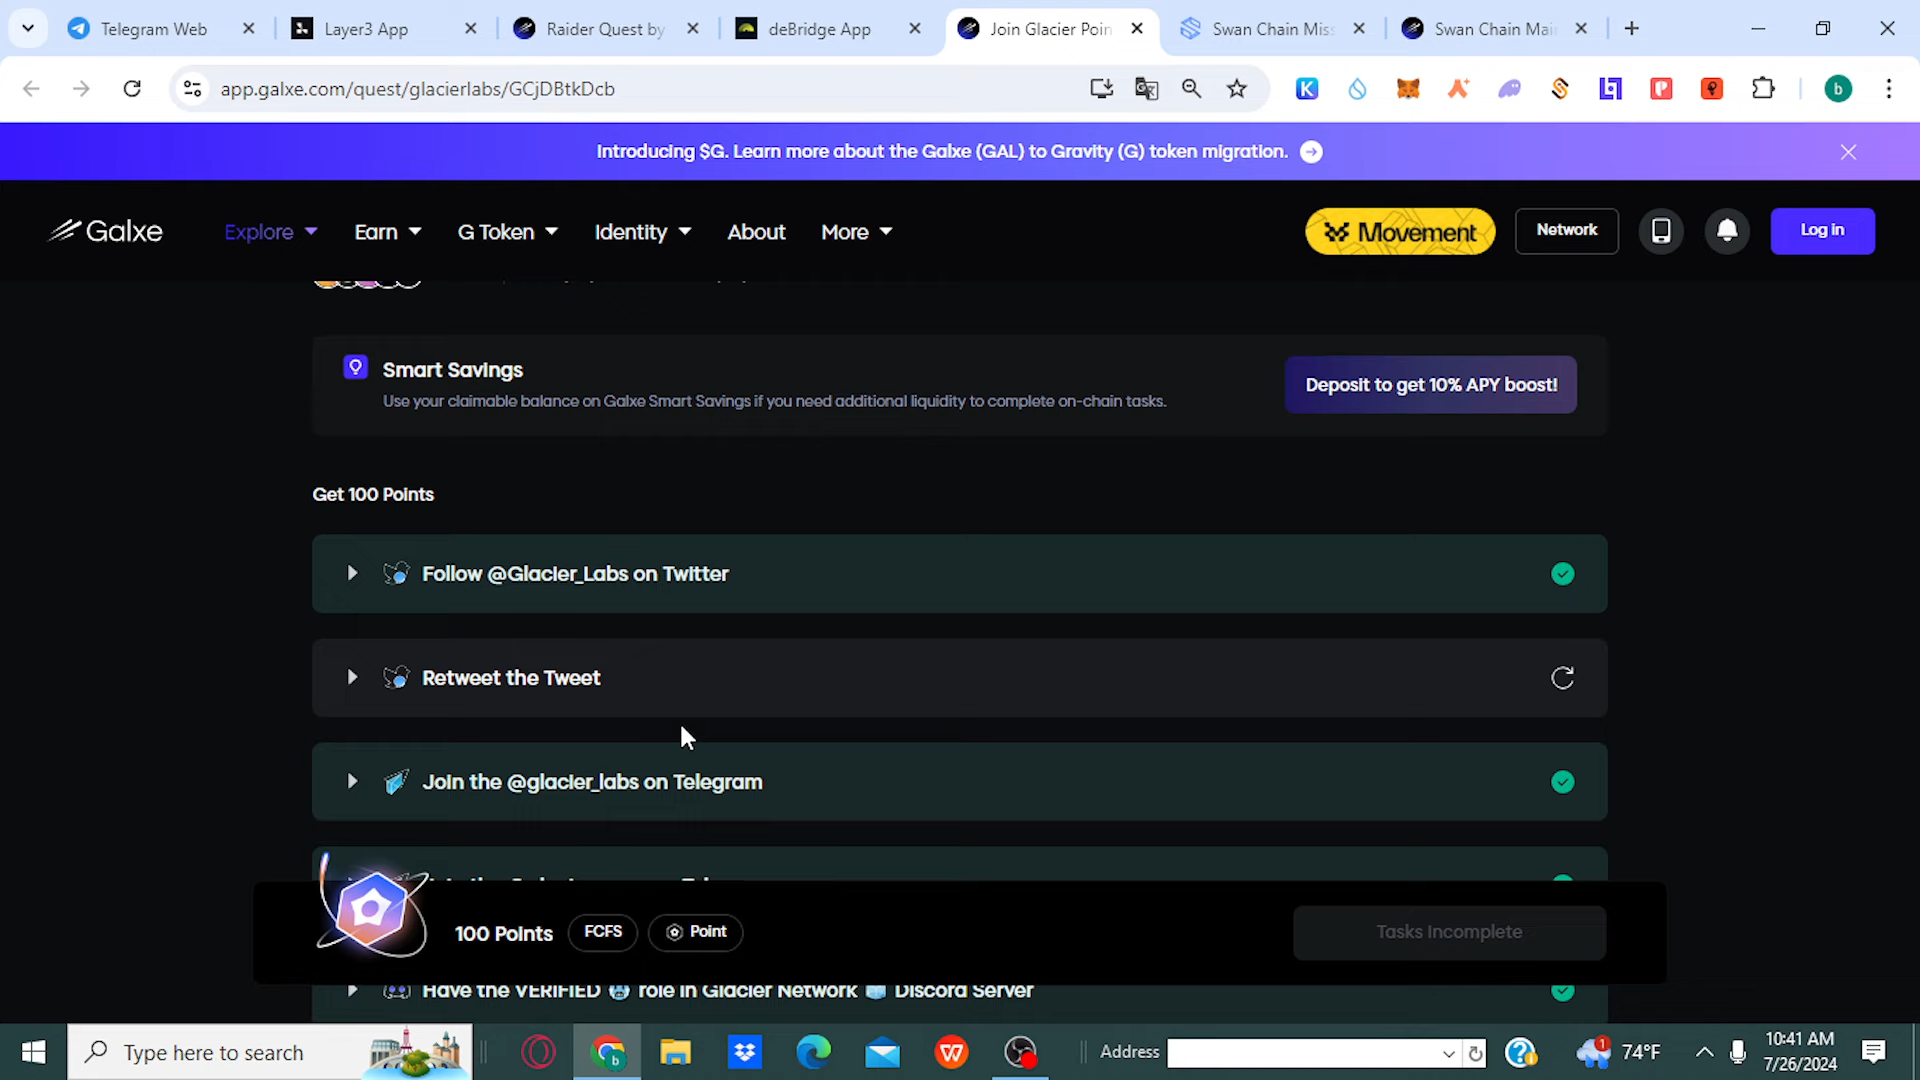 Telegram Web
Layer3 App
Raider Quest by
deBridge App
Join Glacier Poin
Swan Chain Miss
Swan Chain Mai
app.galxe.com/quest/glacierlabs/GCjDBtkDcb
b
Introducing $G. Learn more about the Galxe (GAL) to Gravity (G) token migration.
Galxe
Explore
Earn
G Token
Identity
About
More
Movement
Network
Log in
Smart Savings
Use your claimable balance on Galxe Smart Savings if you need additional liquidity to complete on-chain tasks.
Deposit to get 10% APY boost!
Get 100 Points
Follow @Glacier_Labs on Twitter
Retweet the Tweet
Join the @glacier_labs on Telegram
100 Points
FCFS
Point
Tasks Incomplete
Have the VERIFIED 🥶 role in Glacier Network 🧊 Discord Server
Type here to search
Address
1
74°F
10:41 AM
7/26/2024